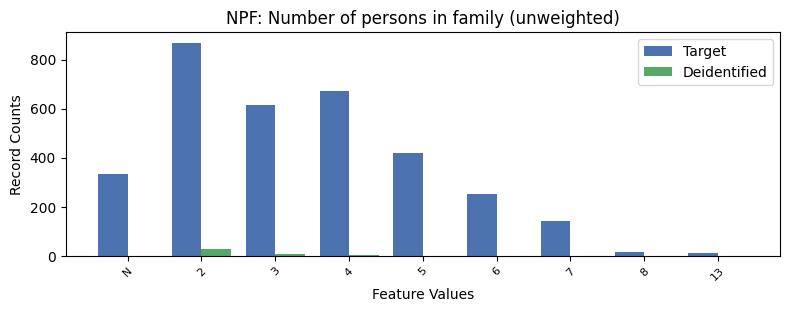 NPF: Number of persons in family (unweighted)
Target
Deidentified
Record Counts
800
600
400
200
0
N 2 3 4 5 6 7 8 13
Feature Values